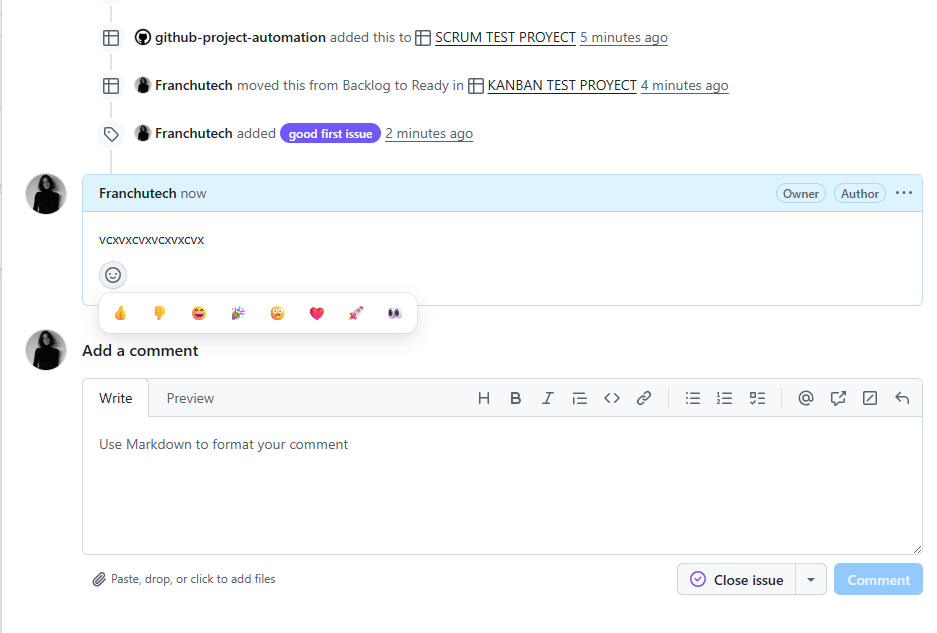 github-project-automation added this to SCRUM TEST PROYECT 5 minutes ago
Franchutech moved this from Backlog to Ready in KANBAN TEST PROYECT 4 minutes ago
Franchutech added good first issue 2 minutes ago
Franchutech now Owner Author
vcxvxcvxvcxvxcvx
Add a comment
Write Preview
Use Markdown to format your comment
Paste, drop, or click to add files
Close issue Comment